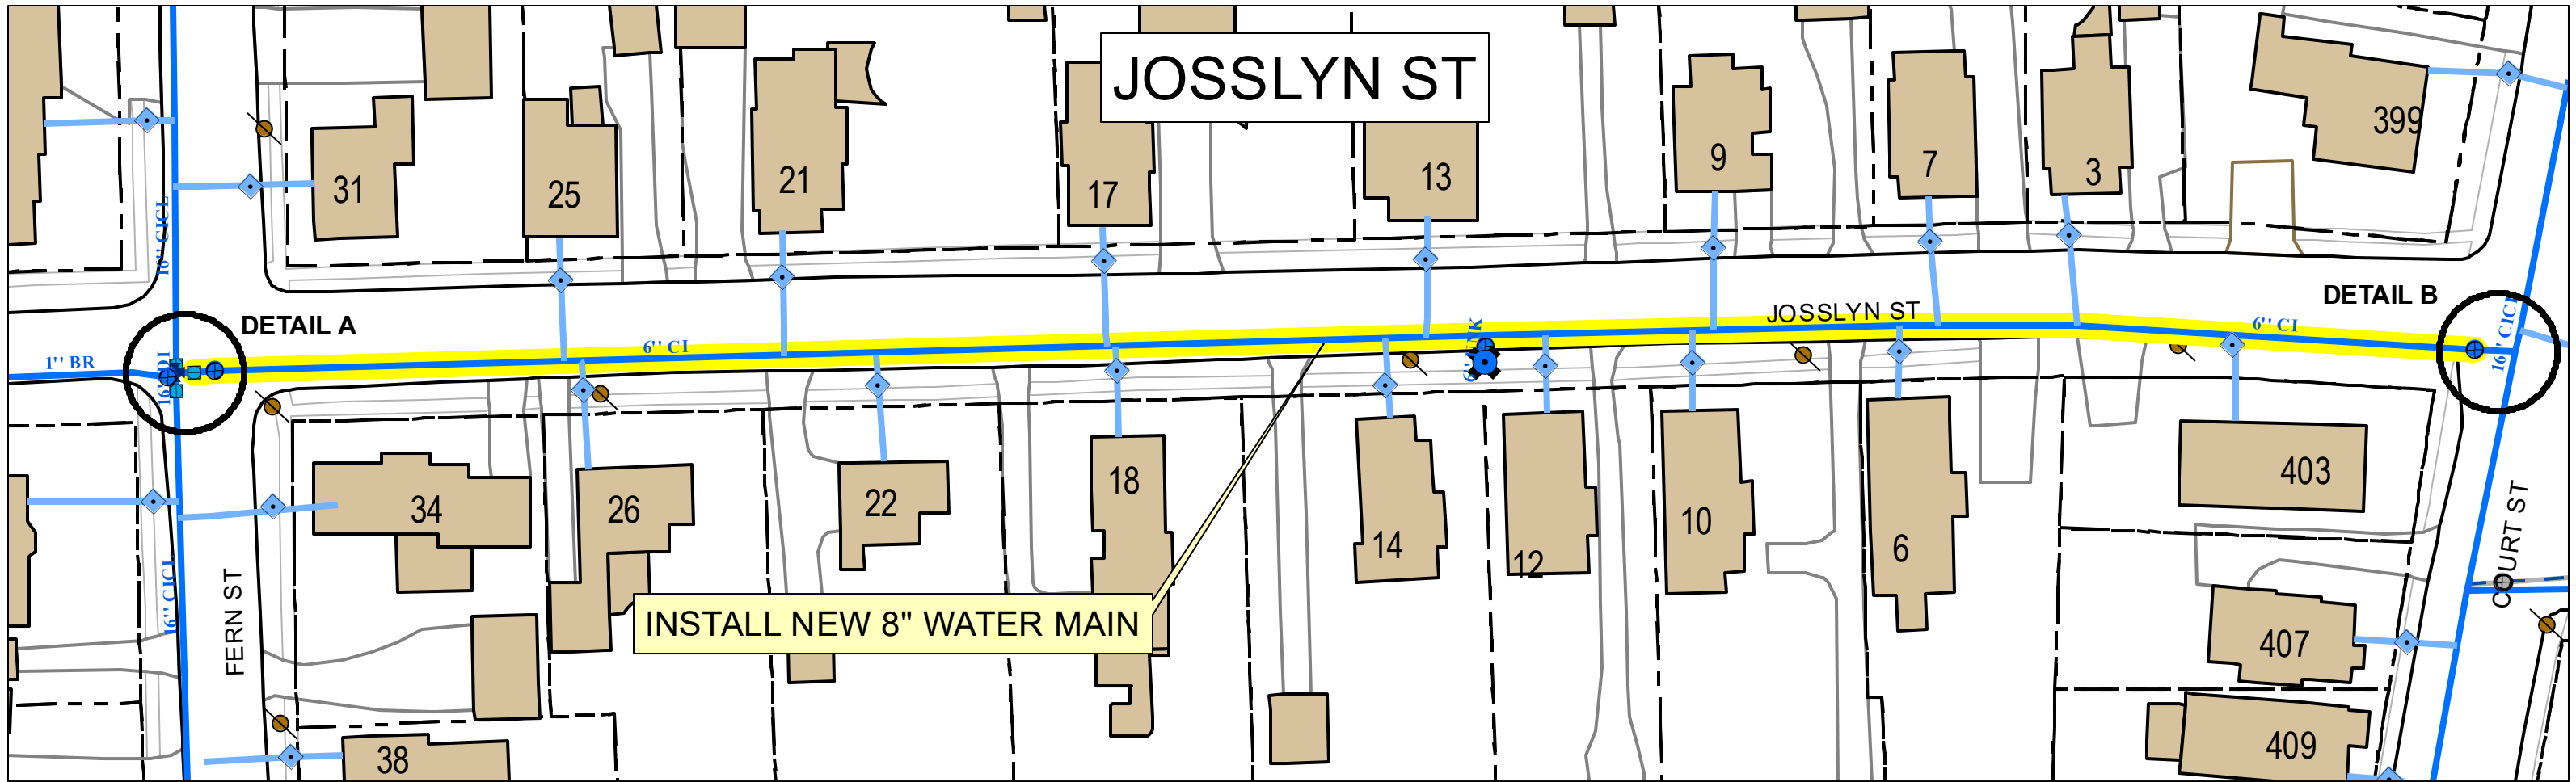 JOSSLYN ST
399
31
25
21
17
13
9
7
3
16'' CICL
DETAIL A
DETAIL B
JOSSLYN ST
6'' CI
6'' CI
1'' BR
34
26
22
18
14
12
10
6
403
COURT ST
FERN ST
16'' CICL
INSTALL NEW 8" WATER MAIN
407
409
38